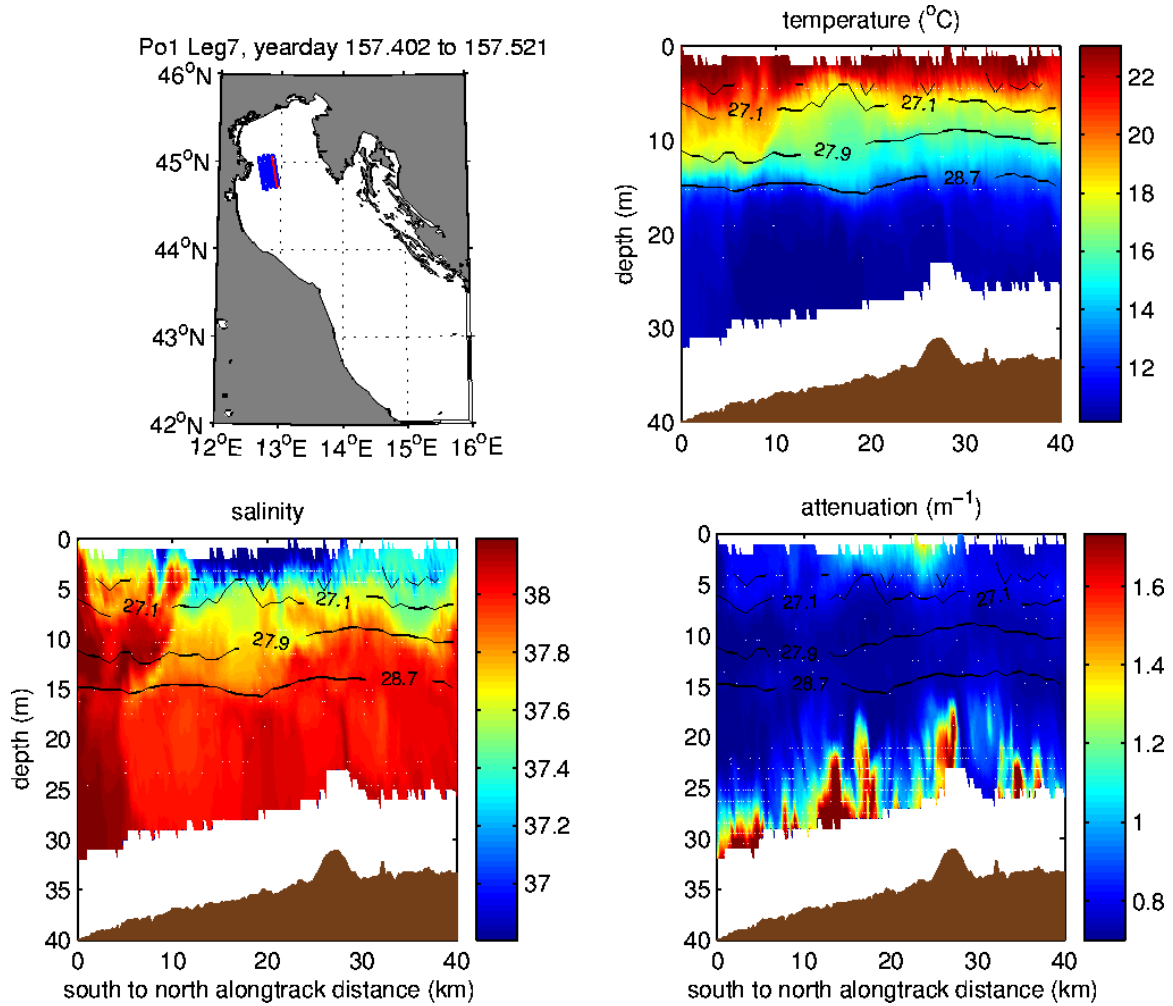 Po1 Leg7, yearday 157.402 to 157.521
46°N
45°N
44°N
43°N
42°N
12°E 13°E 14°E 15°E 16°E
temperature (°C)
0
10
20
30
40
depth (m)
27.1 27.1
27.9
28.7
0 10 20 30 40
22
20
18
16
14
12
salinity
0
5
10
15
20
25
30
35
40
depth (m)
27.1 27.1
27.9
28.7
0 10 20 30 40
south to north alongtrack distance (km)
38
37.8
37.6
37.4
37.2
37
attenuation (m⁻¹)
0
5
10
15
20
25
30
35
40
27.1 27.1
27.9
28.7
0 10 20 30 40
south to north alongtrack distance (km)
1.6
1.4
1.2
1
0.8